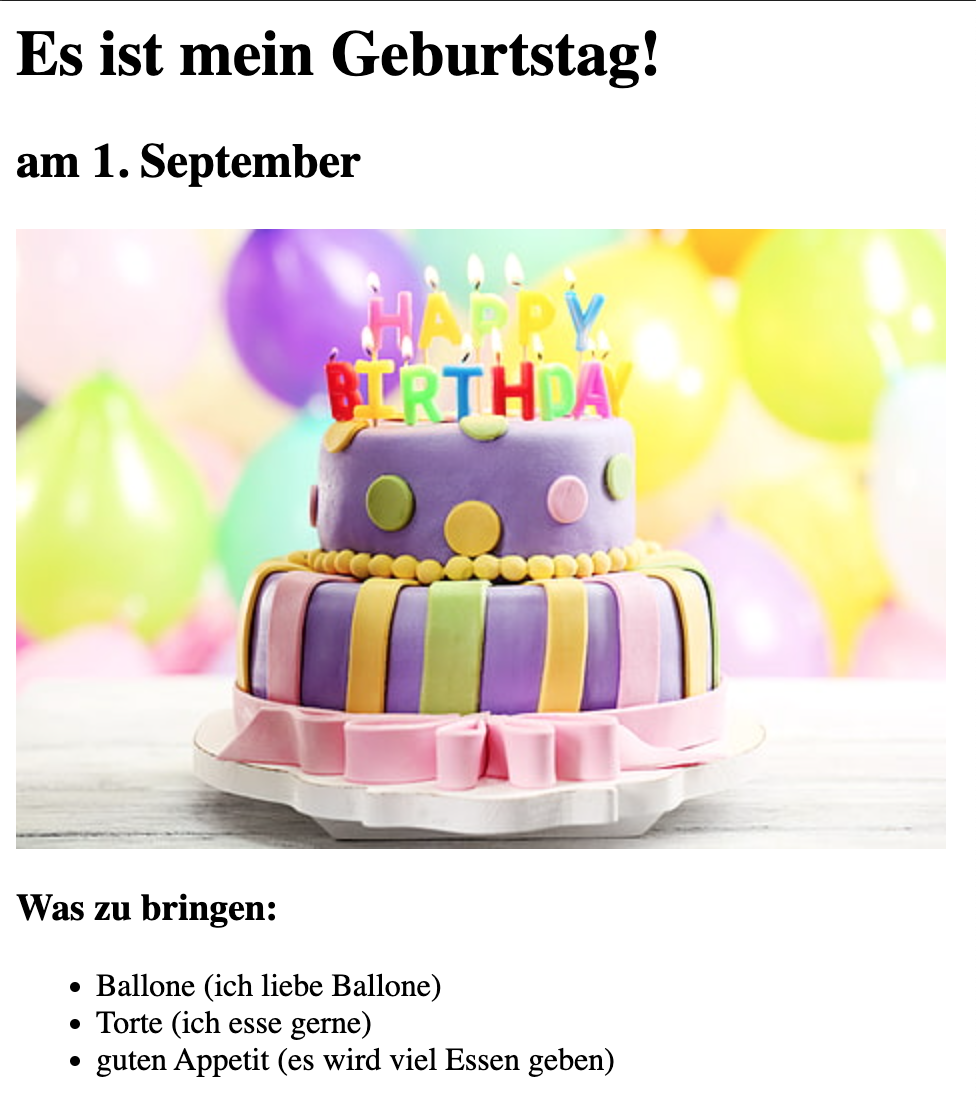 Es ist mein Geburtstag!
am 1. September
HAPPY
BIRTHDAY
Was zu bringen:
• Ballone (ich liebe Ballone)
• Torte (ich esse gerne)
• guten Appetit (es wird viel Essen geben)